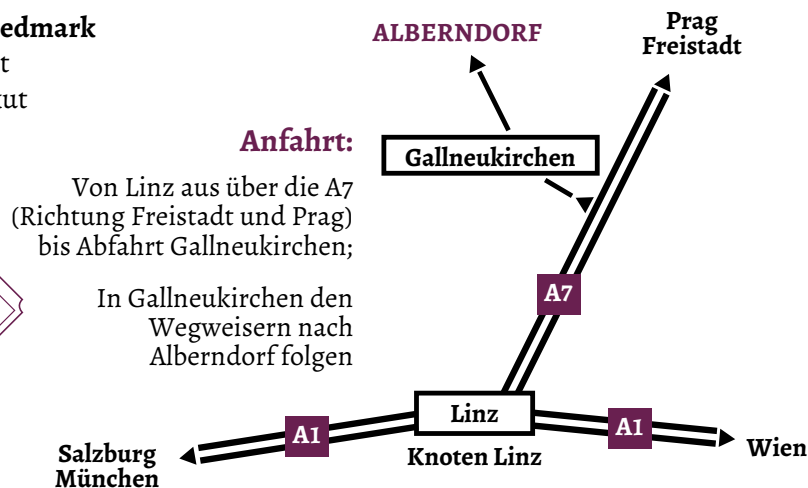 edmark
t
ut
Anfahrt:
Von Linz aus über die A7
(Richtung Freistadt und Prag)
bis Abfahrt Gallneukirchen;
In Gallneukirchen den
Wegweisern nach
Alberndorf folgen
ALBERNDORF
Prag
Freistadt
Gallneukirchen
A7
Linz
Knoten Linz
A1
A1
Salzburg
München
Wien